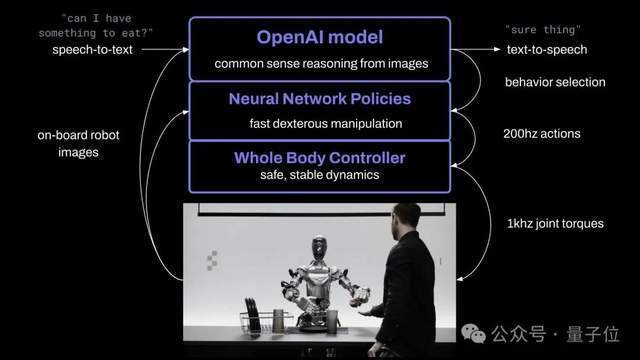 "can I have
something to eat?"
speech-to-text
OpenAI model
common sense reasoning from images
"sure thing"
text-to-speech
behavior selection
Neural Network Policies
fast dexterous manipulation
on-board robot
images
200hz actions
Whole Body Controller
safe, stable dynamics
1khz joint torques
公众号·量子位